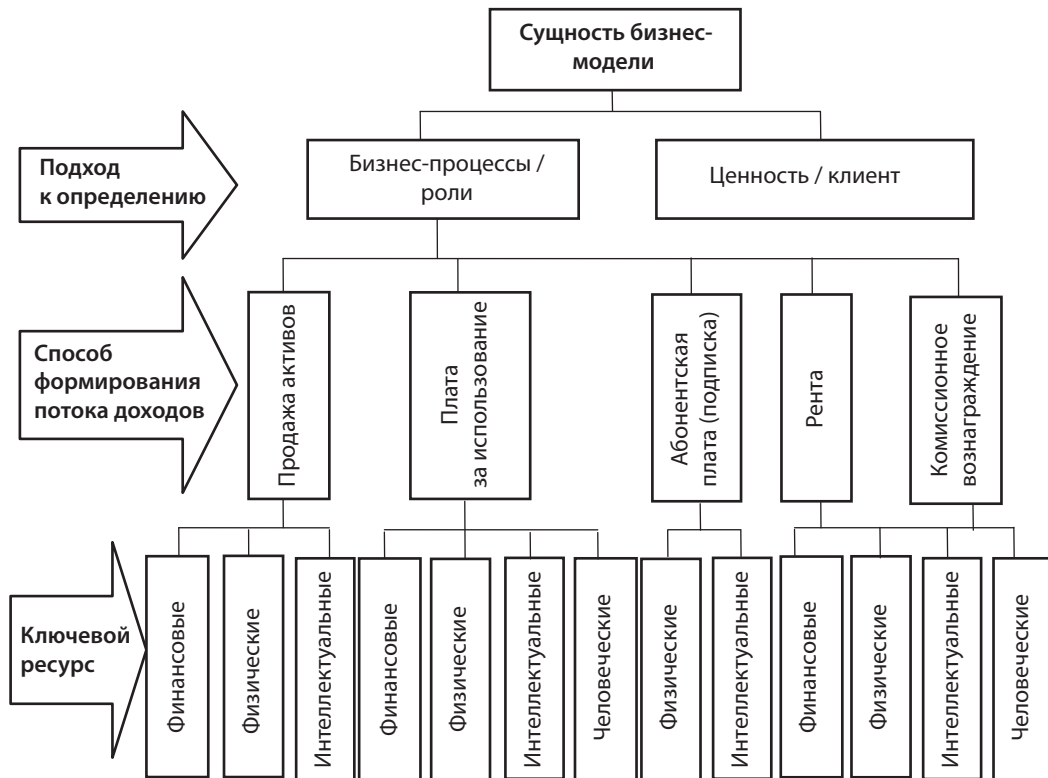 Сущность бизнес-
модели
Подход
к определению
Бизнес-процессы /
роли
Ценность / клиент
Способ
формирования
потока доходов
Продажа активов
Плата
за использование
Абонентская
плата (подписка)
Рента
Комиссионное
вознаграждение
Ключевой
ресурс
Финансовые
Физические
Интеллектуальные
Финансовые
Физические
Интеллектуальные
Человеческие
Физические
Интеллектуальные
Финансовые
Физические
Интеллектуальные
Человеческие